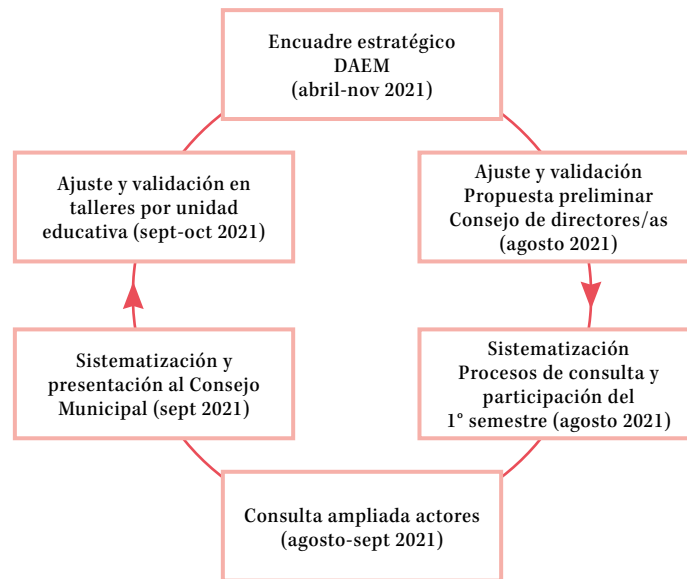 Encuadre estratégico
DAEM
(abril-nov 2021)
Ajuste y validación
Propuesta preliminar
Consejo de directores/as
(agosto 2021)
Sistematización
Procesos de consulta y
participación del
1° semestre (agosto 2021)
Consulta ampliada actores
(agosto-sept 2021)
Sistematización y
presentación al Consejo
Municipal (sept 2021)
Ajuste y validación en
talleres por unidad
educativa (sept-oct 2021)